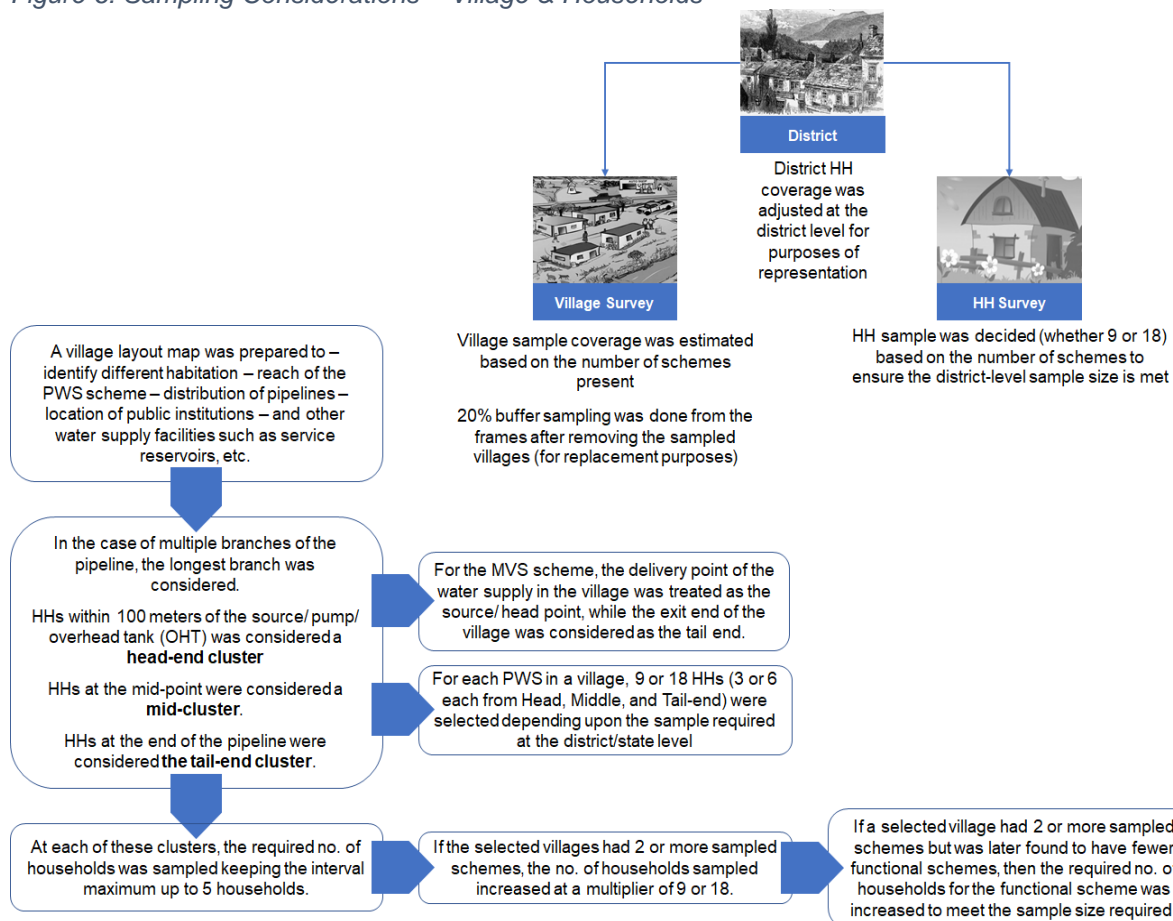 District
District HH
coverage was
adjusted at the
district level for
purposes of
representation
Village Survey
HH Survey
Village sample coverage was estimated
based on the number of schemes
present
20% buffer sampling was done from the
frames after removing the sampled
villages (for replacement purposes)
HH sample was decided (whether 9 or 18)
based on the number of schemes to
ensure the district-level sample size is met
A village layout map was prepared to –
identify different habitation – reach of the
PWS scheme – distribution of pipelines –
location of public institutions – and other
water supply facilities such as service
reservoirs, etc.
In the case of multiple branches of the
pipeline, the longest branch was
considered.
HHs within 100 meters of the source/ pump/
overhead tank (OHT) was considered a
head-end cluster
HHs at the mid-point were considered a
mid-cluster.
HHs at the end of the pipeline were
considered the tail-end cluster.
For the MVS scheme, the delivery point of the
water supply in the village was treated as the
source/ head point, while the exit end of the
village was considered as the tail end.
For each PWS in a village, 9 or 18 HHs (3 or 6
each from Head, Middle, and Tail-end) were
selected depending upon the sample required
at the district/state level
At each of these clusters, the required no. of
households was sampled keeping the interval
maximum up to 5 households.
If the selected villages had 2 or more sampled
schemes, the no. of households sampled
increased at a multiplier of 9 or 18.
If a selected village had 2 or more sampled
schemes but was later found to have fewer
functional schemes, then the required no. of
households for the functional scheme was
increased to meet the sample size required